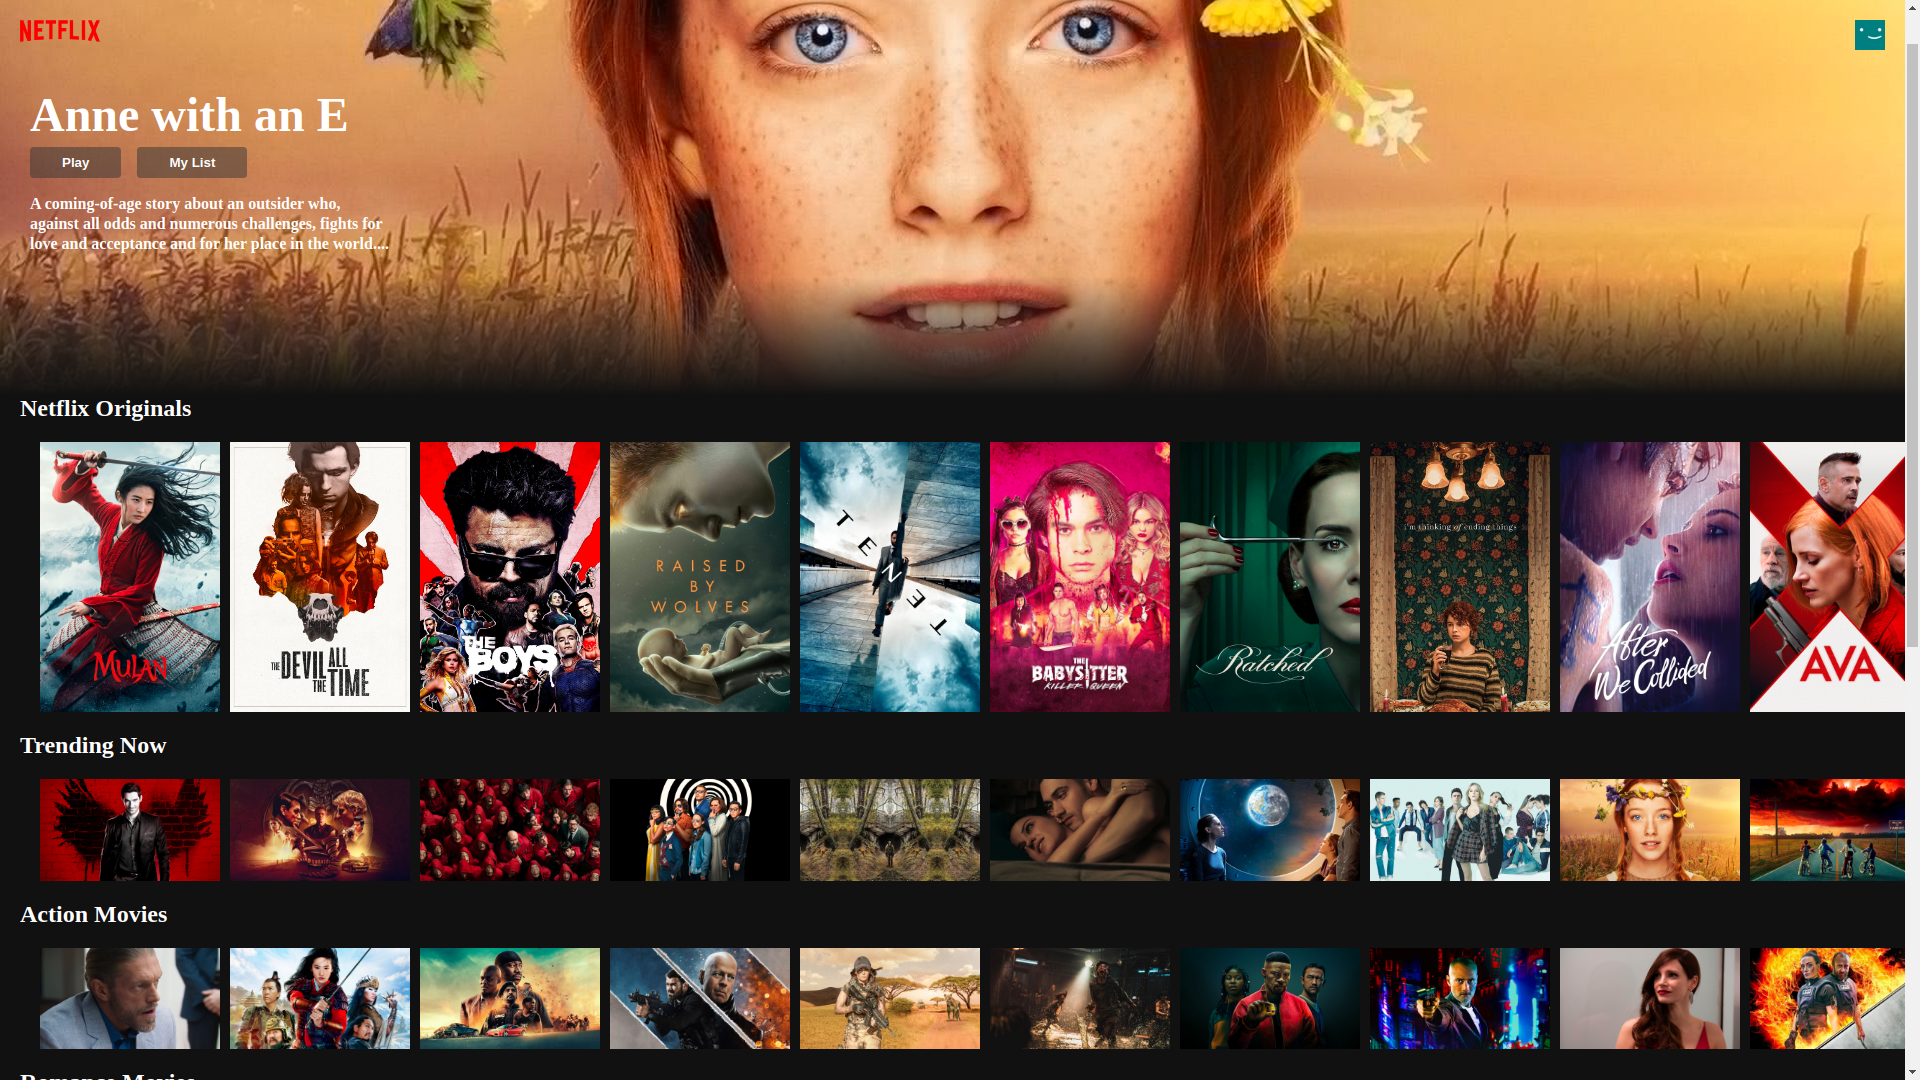 NETFLIX
Anne with an E
Play
My List
A coming-of-age story about an outsider who,
against all odds and numerous challenges, fights for
love and acceptance and for her place in the world....
Netflix Originals
MULAN
THE DEVIL ALL THE TIME
THE BOYS
RAISED
BY
WOLVES
TENET
THE
BABYSITTER
KILLER QUEEN
Ratched
i'm thinking of ending things
After
We Collided
AVA
Trending Now
Action Movies
Romance Movies